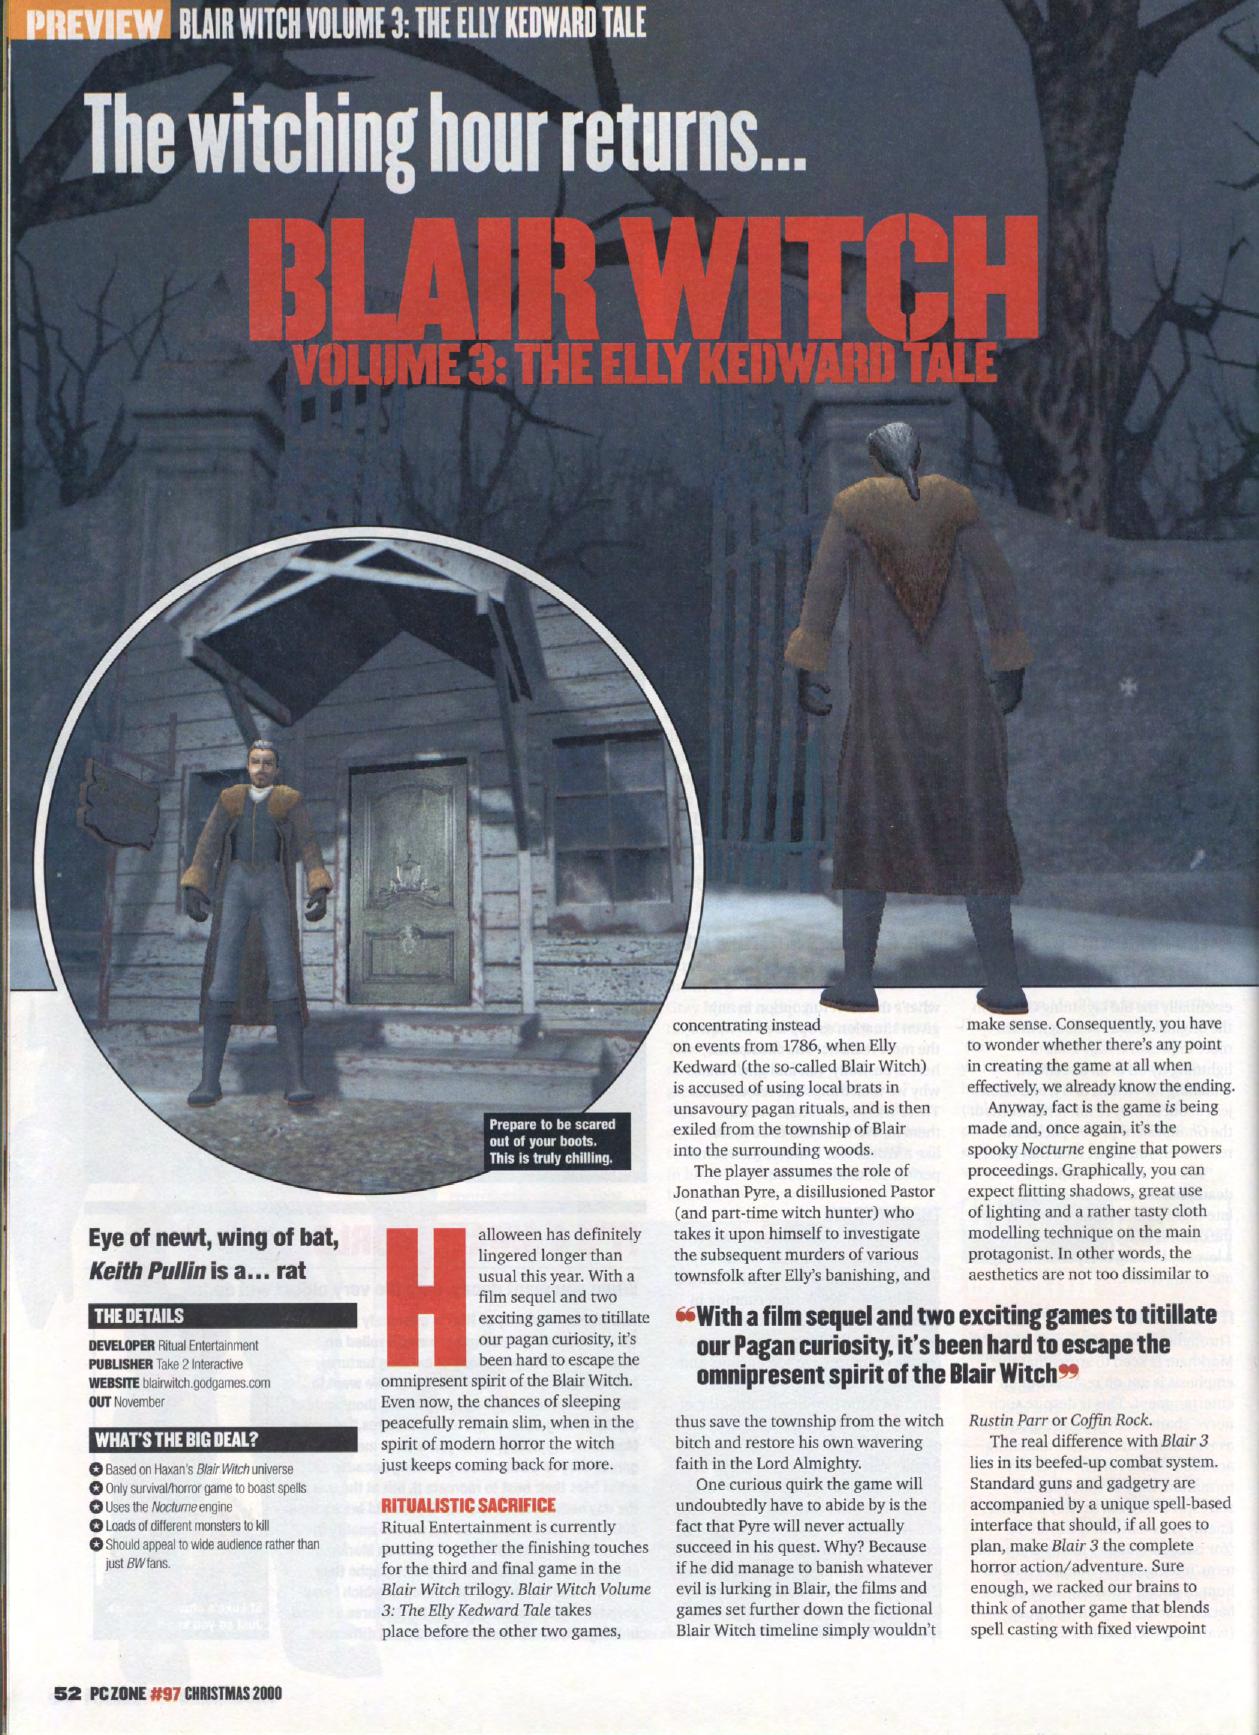 PREVIEW BLAIR WITCH VOLUME 3: THE ELLY KEDWARD TALE
The witching hour returns...
BLAIR WITCH
VOLUME 3: THE ELLY KEDWARD TALE
Prepare to be scared
out of your boots.
This is truly chilling.
Eye of newt, wing of bat,
Keith Pullin is a... rat
THE DETAILS
DEVELOPER Ritual Entertainment
PUBLISHER Take 2 Interactive
WEBSITE blairwitch.godgames.com
OUT November
WHAT'S THE BIG DEAL?
Based on Haxan's Blair Witch universe
Only survival/horror game to boast spells
Uses the Nocturne engine
Loads of different monsters to kill
Should appeal to wide audience rather than
just BW fans.
Halloween has definitely
lingered longer than
usual this year. With a
film sequel and two
exciting games to titillate
our pagan curiosity, it's
been hard to escape the
omnipresent spirit of the Blair Witch.
Even now, the chances of sleeping
peacefully remain slim, when in the
spirit of modern horror the witch
just keeps coming back for more.
RITUALISTIC SACRIFICE
Ritual Entertainment is currently
putting together the finishing touches
for the third and final game in the
Blair Witch trilogy. Blair Witch Volume
3: The Elly Kedward Tale takes
place before the other two games,
concentrating instead
on events from 1786, when Elly
Kedward (the so-called Blair Witch)
is accused of using local brats in
unsavoury pagan rituals, and is then
exiled from the township of Blair
into the surrounding woods.
The player assumes the role of
Jonathan Pyre, a disillusioned Pastor
(and part-time witch hunter) who
takes it upon himself to investigate
the subsequent murders of various
townsfolk after Elly's banishing, and
“With a film sequel and two exciting games to titillate
our Pagan curiosity, it's been hard to escape the
omnipresent spirit of the Blair Witch”
thus save the township from the witch
bitch and restore his own wavering
faith in the Lord Almighty.
One curious quirk the game will
undoubtedly have to abide by is the
fact that Pyre will never actually
succeed in his quest. Why? Because
if he did manage to banish whatever
evil is lurking in Blair, the films and
games set further down the fictional
Blair Witch timeline simply wouldn't
make sense. Consequently, you have
to wonder whether there's any point
in creating the game at all when
effectively, we already know the ending.
Anyway, fact is the game is being
made and, once again, it's the
spooky Nocturne engine that powers
proceedings. Graphically, you can
expect flitting shadows, great use
of lighting and a rather tasty cloth
modelling technique on the main
protagonist. In other words, the
aesthetics are not too dissimilar to
Rustin Parr or Coffin Rock.
The real difference with Blair 3
lies in its beefed-up combat system.
Standard guns and gadgetry are
accompanied by a unique spell-based
interface that should, if all goes to
plan, make Blair 3 the complete
horror action/adventure. Sure
enough, we racked our brains to
think of another game that blends
spell casting with fixed viewpoint
52 PCZONE #97 CHRISTMAS 2000